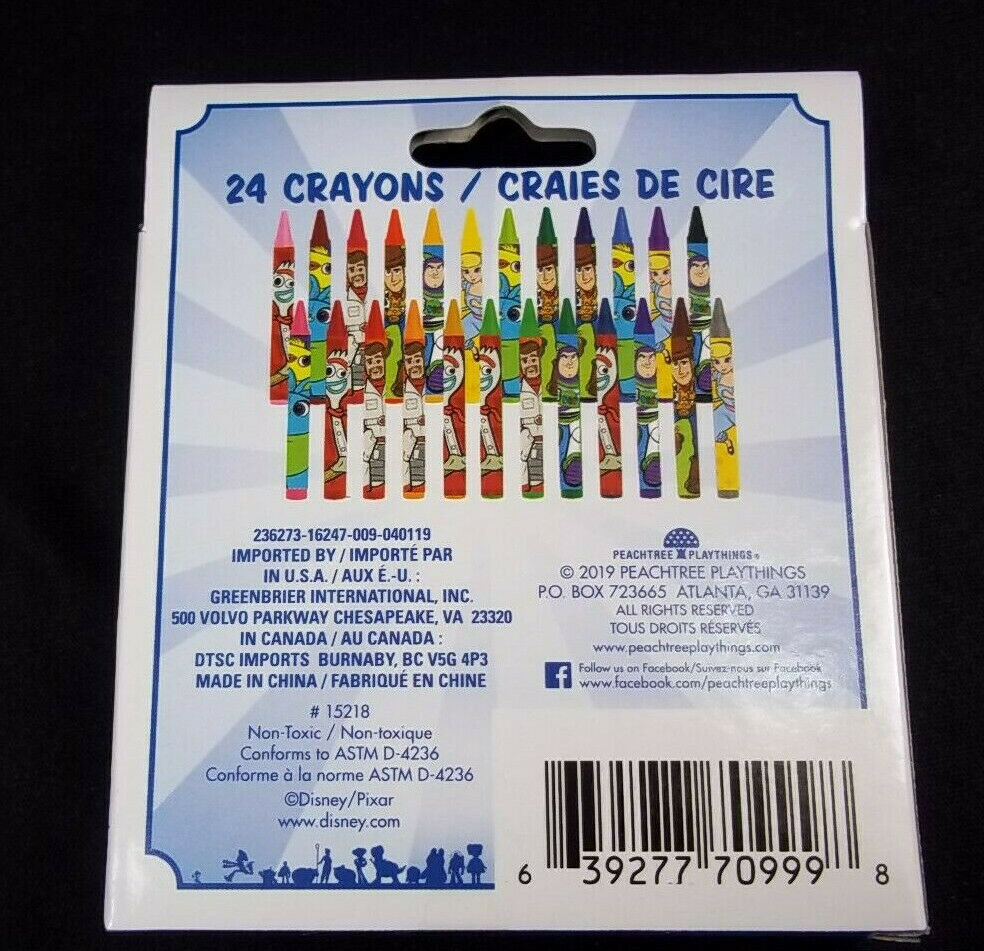 24 CRAYONS / CRAIES DE CIRE
236273-16247-009-040119
IMPORTED BY / IMPORTÉ PAR
IN U.S.A. / AUX É.-U. :
GREENBRIER INTERNATIONAL, INC.
500 VOLVO PARKWAY CHESAPEAKE, VA 23320
IN CANADA / AU CANADA :
DTSC IMPORTS BURNABY, BC V5G 4P3
MADE IN CHINA / FABRIQUÉ EN CHINE
# 15218
Non-Toxic / Non-toxique
Conforms to ASTM D-4236
Conforme à la norme ASTM D-4236
©Disney/Pixar
www.disney.com
PEACHTREE PLAYTHINGS®
© 2019 PEACHTREE PLAYTHINGS
P.O. BOX 723665 ATLANTA, GA 31139
ALL RIGHTS RESERVED
TOUS DROITS RÉSERVÉS
www.peachtreeplaythings.com
f Follow us on Facebook/Suivez-nous sur Facebook
www.facebook.com/peachtreeplaythings
6 39277 70999 8